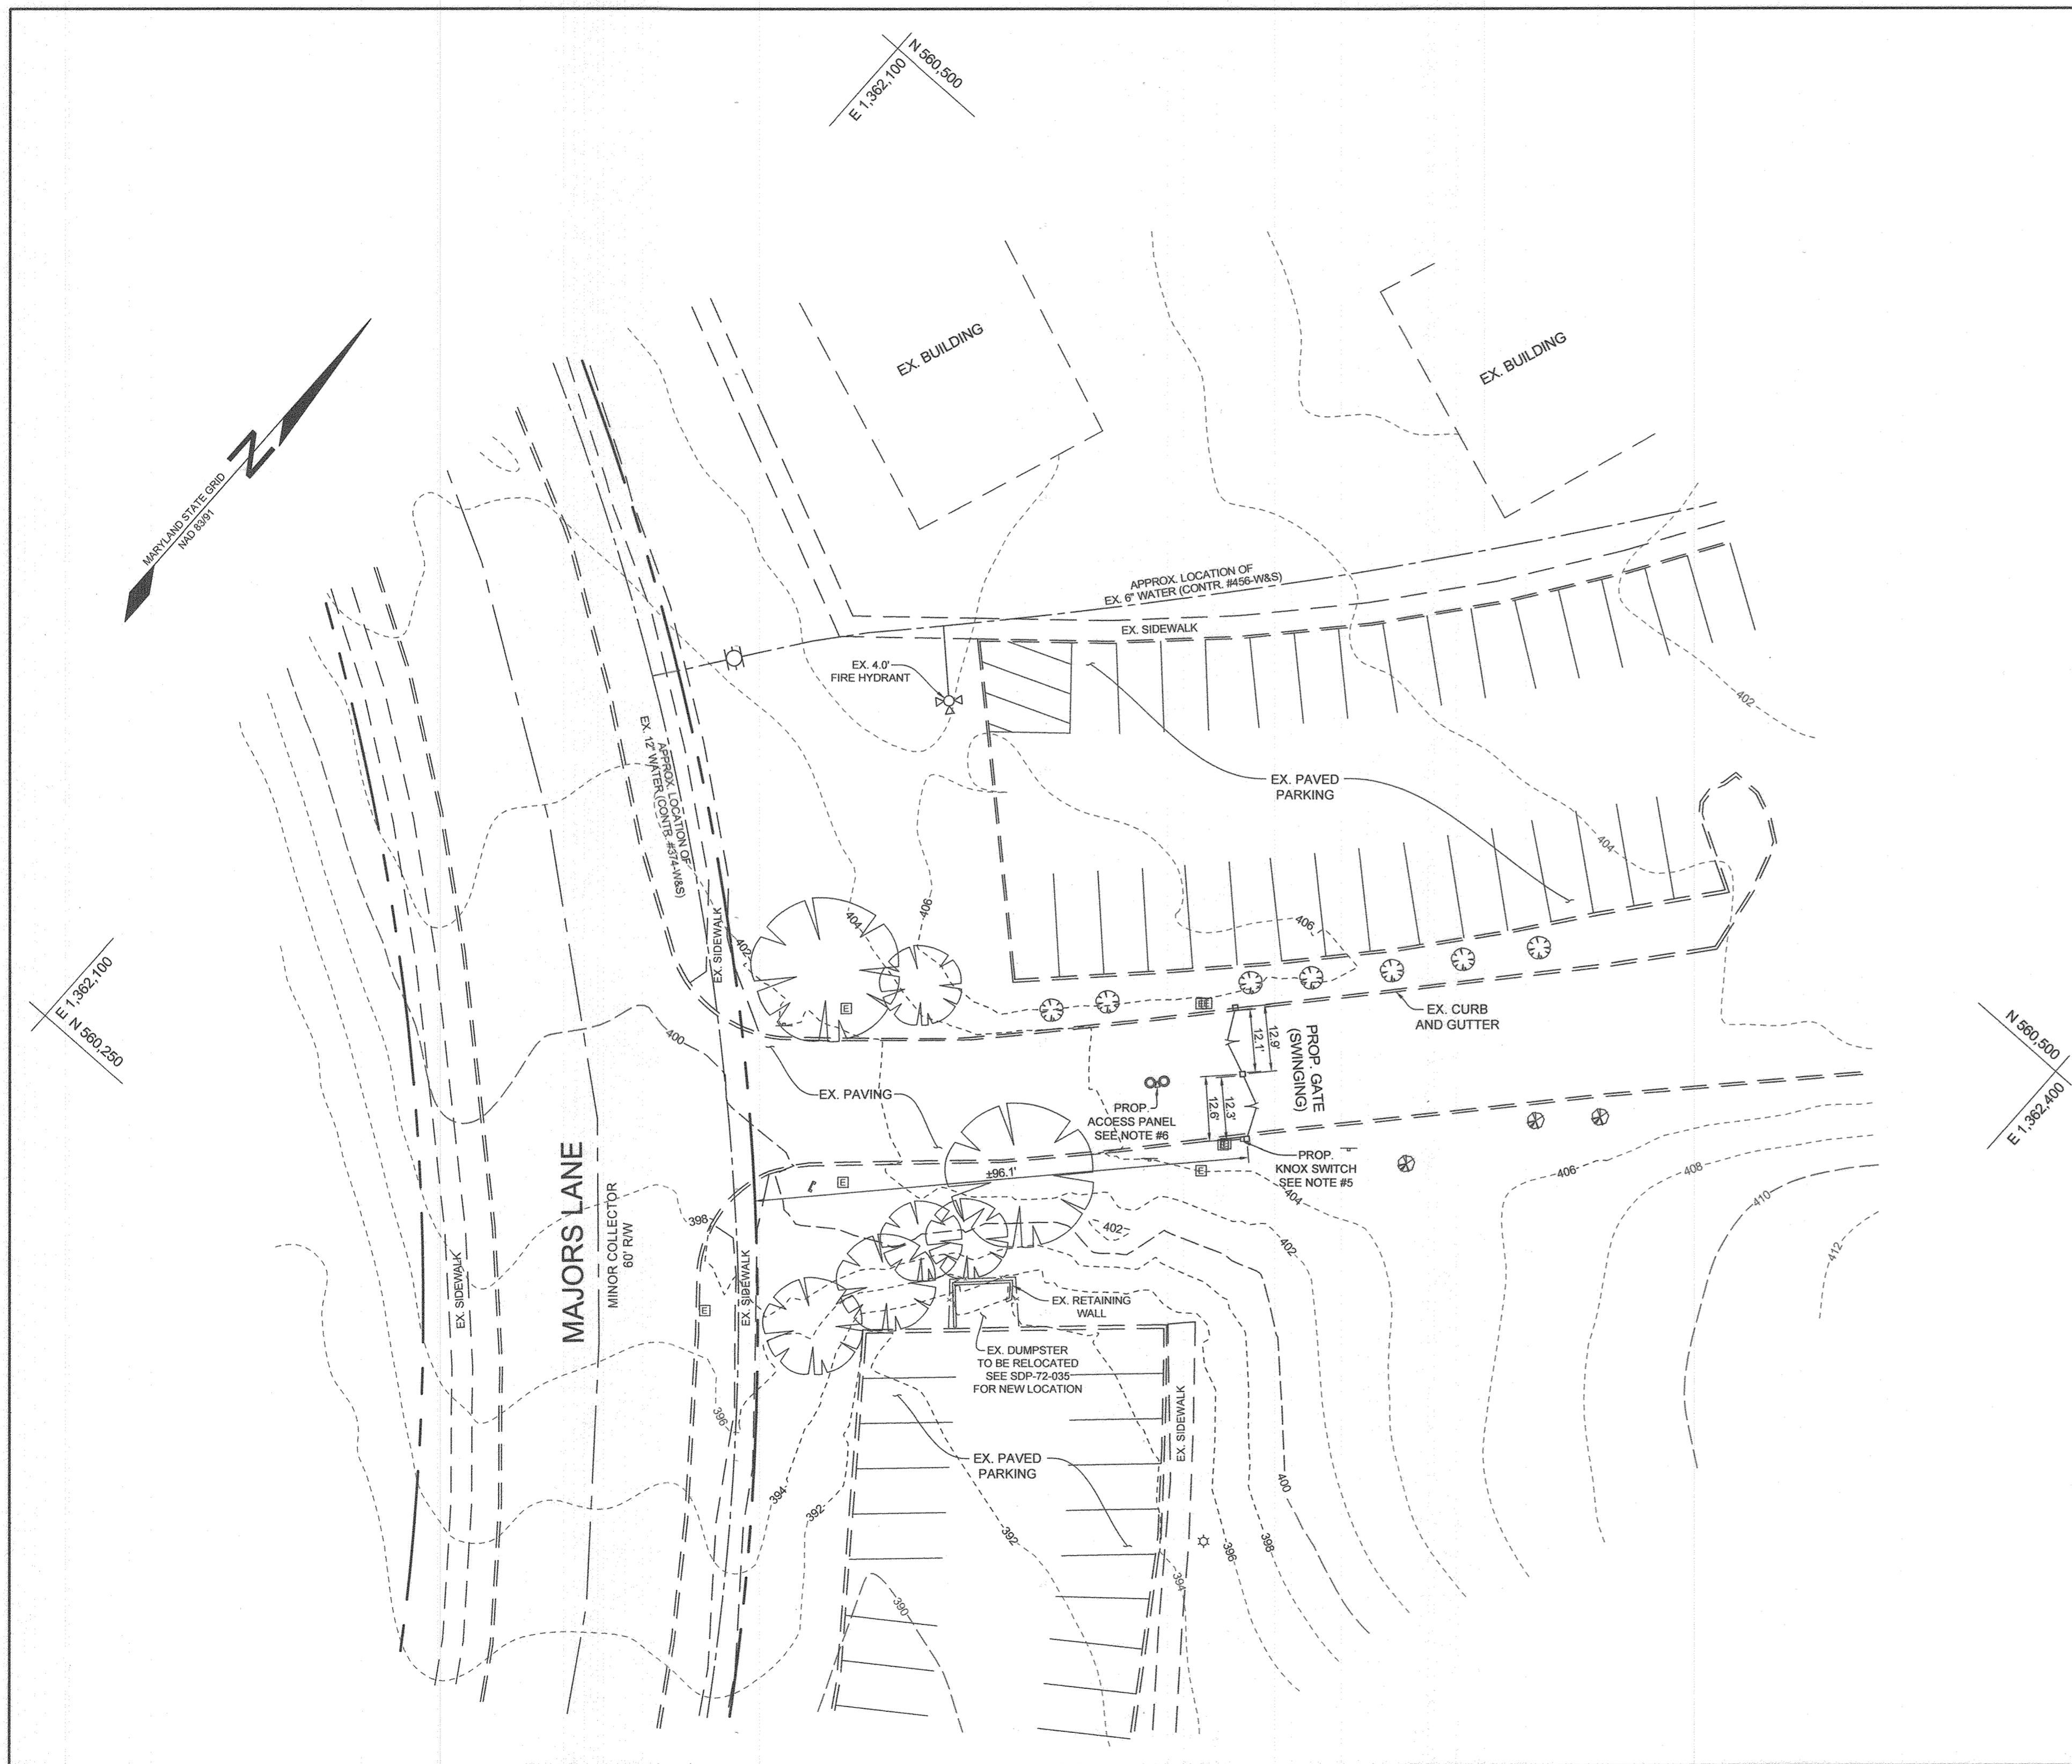 N 560,500
E 1,362,100
MARYLAND STATE GRID
NAD 83/91
N
EX. BUILDING
EX. BUILDING
APPROX. LOCATION OF
EX. 6" WATER (CONTR. #456-W&S)
EX. SIDEWALK
EX. 4.0'
FIRE HYDRANT
402
APPROX. LOCATION OF
EX. 12" WATER (CONTR. #374-W&S)
EX. PAVED
PARKING
404
EX. SIDEWALK
402
404
406
406
E 1,362,100
N 560,250
400
EX. PAVING
EX. CURB
AND GUTTER
PROP. GATE
(SWINGING)
12.9'
12.1'
12.3'
12.6'
N 560,500
E 1,362,400
PROP.
ACCESS PANEL
SEE NOTE #6
PROP.
KNOX SWITCH
SEE NOTE #5
±96.1'
E
E
E
E
MAJORS LANE
MINOR COLLECTOR
60' R/W
398
404
402
402
406
408
410
412
EX. SIDEWALK
EX. SIDEWALK
EX. RETAINING
WALL
EX. DUMPSTER
TO BE RELOCATED
SEE SDP-72-035
FOR NEW LOCATION
EX. SIDEWALK
396
394
392
EX. PAVED
PARKING
392
390
394
396
398
400